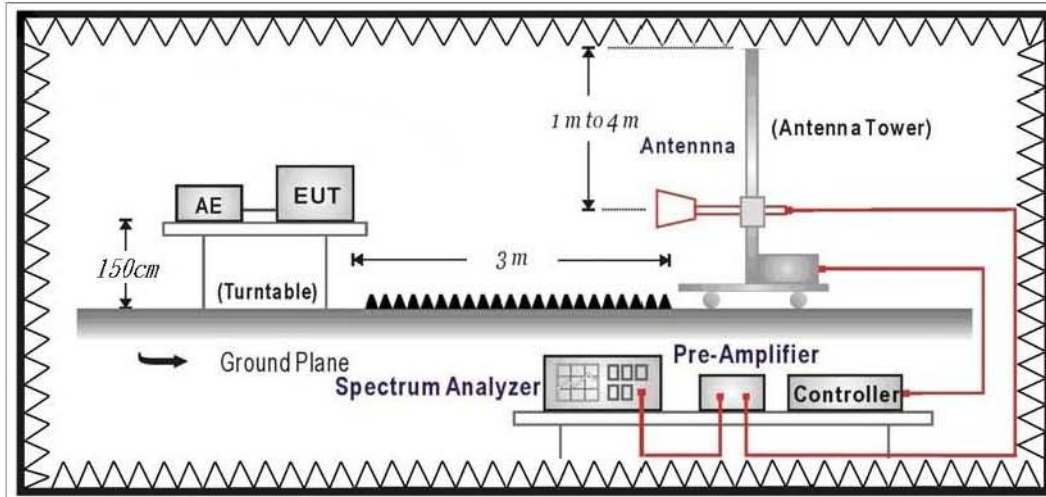 1 m to 4 m
(Antenna Tower)
Antennna
EUT
AE
150cm
3 m
(Turntable)
Ground Plane
Pre-Amplifier
Spectrum Analyzer
Controller